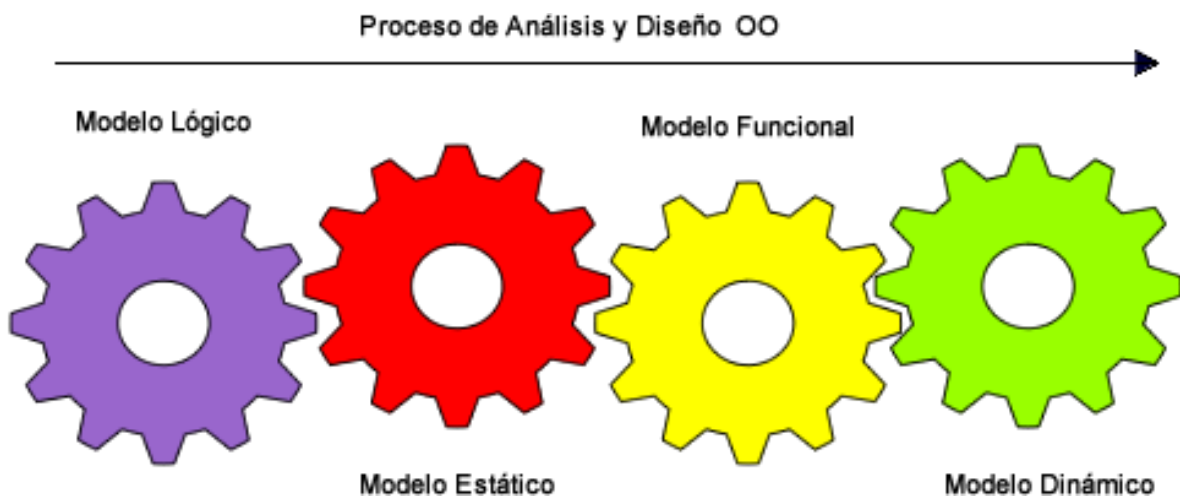 Proceso de Análisis y Diseño OO
Modelo Lógico
Modelo Funcional
Modelo Estático
Modelo Dinámico